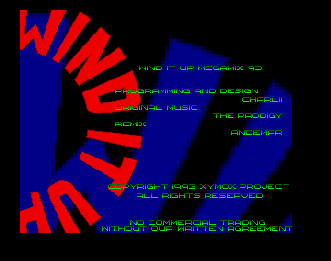 WIND IT UP
WIND IT UP MEGAMIX 93
PROGRAMMING AND DESIGN
CHARLII
ORIGINAL MUSIC
THE PRODIGY
REMIX
ANCEMAR
COPYRIGHT 1993 XYMOX PROJECT
ALL RIGHTS RESERVED
NO COMMERCIAL TRADING
WITHOUT OUR WRITTEN AGREEMENT